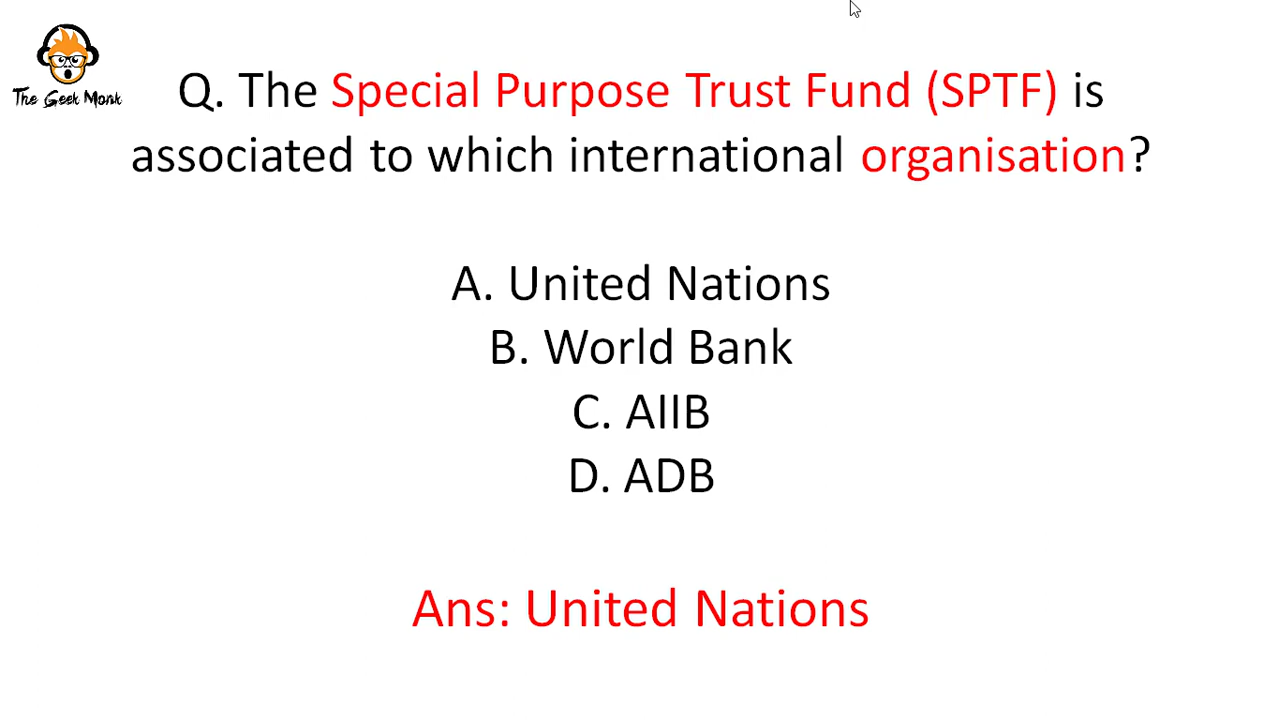 The Geek Monk
Q. The Special Purpose Trust Fund (SPTF) is
associated to which international organisation?
A. United Nations
B. World Bank
C. AIIB
D. ADB
Ans: United Nations